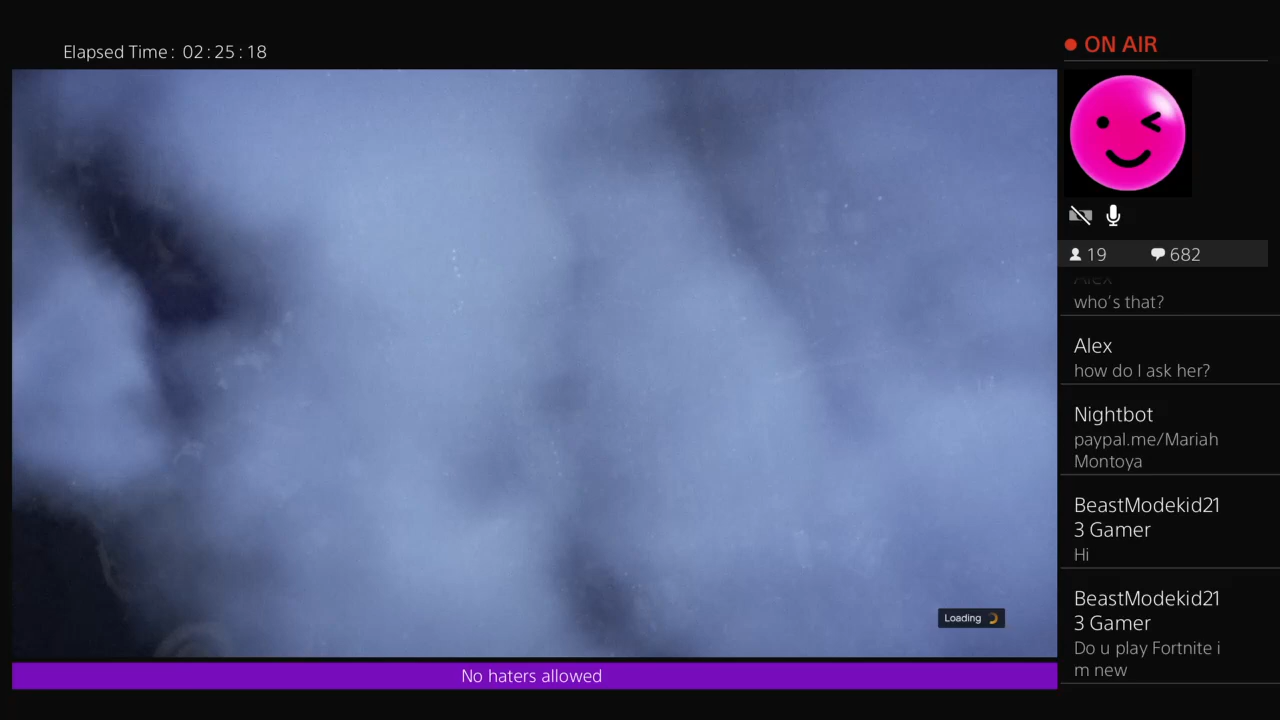 Elapsed Time: 02:25:18
ON AIR
19
682
Alex
who's that?
Alex
how do I ask her?
Nightbot
paypal.me/Mariah
Montoya
BeastModekid21
3 Gamer
Hi
BeastModekid21
3 Gamer
Do u play Fortnite i
m new
Loading
No haters allowed